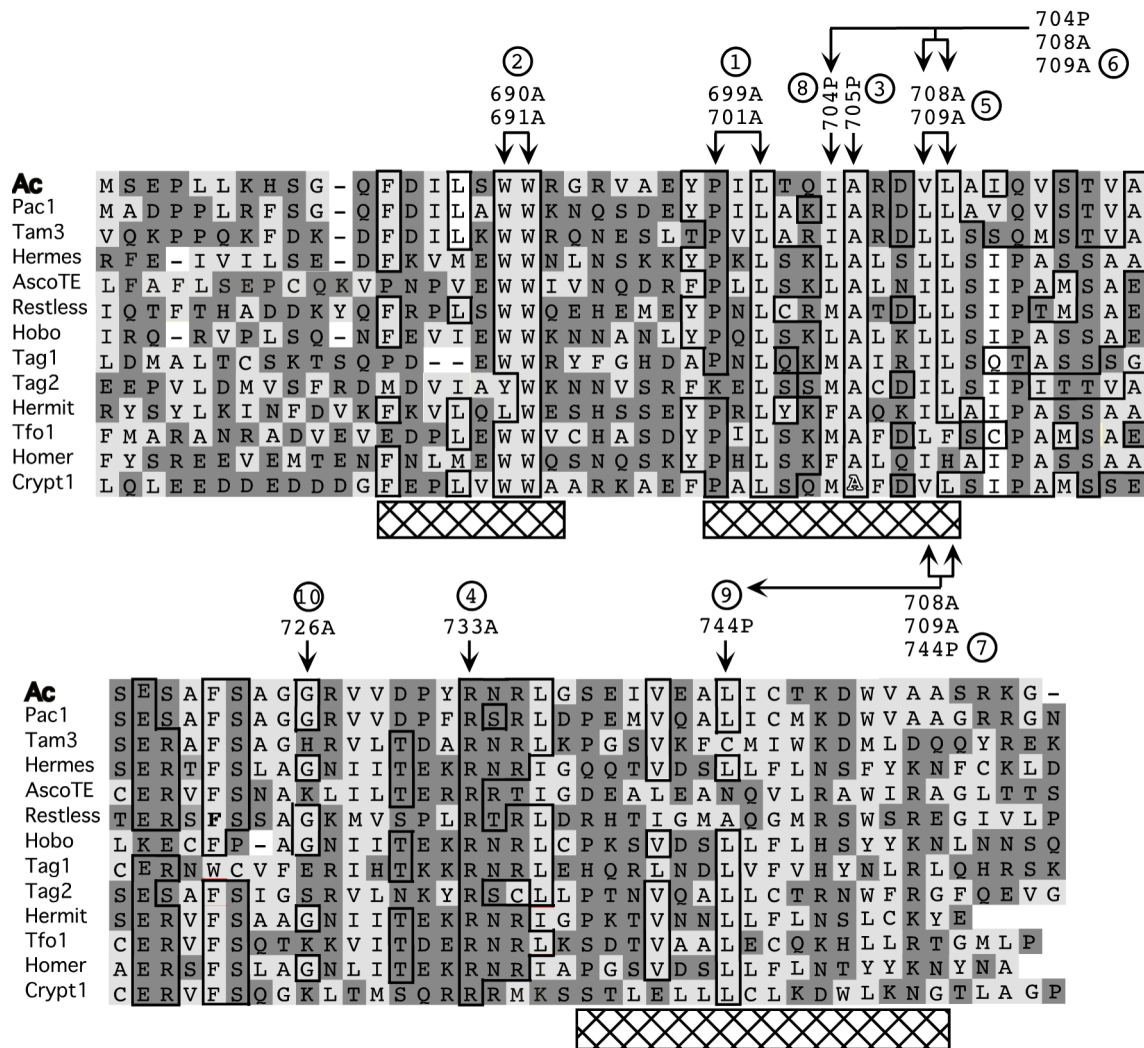 704P
708A
709A ⑥
② ① ⑧ 704P 705P ③
690A 699A 708A ⑤
691A 701A 709A
Ac M S E P L L K H S G - Q F D I L S W W R G R V A E Y P I L T Q I A R D V L A I Q V S T V A
Pac1 M A D P P L R F S G - Q F D I L A W W K N Q S D E Y P I L A K I A R D L L A V Q V S T V A
Tam3 V Q K P P Q K F D K - D F D I L K W W R Q N E S L T P V L A R I A R D L L S S Q M S T V A
Hermes R F E - I V I L S E - D F K V M E W W N L N S K K Y P K L S K L A L S L L S I P A S S A A
AscoTE L F A F L S E P C Q K V P N P V E W W I V N Q D R F P L L S K L A L N I L S I P A M S A E
Restless I Q T F T H A D D K Y Q F R P L S W W Q E H E M E Y P N L C R M A T D L L S I P T M S A E
Hobo I R Q - R V P L S Q - N F E V I E W W K N N A N L Y P Q L S K L A L K L L S I P A S S A A
Tag1 L D M A L T C S K T S Q P D - - E W W R Y F G H D A P N L Q K M A I R I L S Q T A S S S G
Tag2 E E P V L D M V S F R D M D V I A Y W K N N V S R F K E L S S M A C D I L S I P I T T V A
Hermit R Y S Y L K I N F D V K F K V L Q L W E S H S S E Y P R L Y K F A Q K I L A I P A S S A A
Tfo1 F M A R A N R A D V E V E D P L E W W V C H A S D Y P I L S K M A F D L F S C P A M S A E
Homer F Y S R E E V E M T E N F N L M E W W Q S N Q S K Y P H L S K F A L Q I H A I P A S S A A
Crypt1 L Q L E E D D E D D D G F E P L V W W A A R K A E F P A L S Q M A F D V L S I P A M S S E
⑩ ④ ⑨ 708A
726A 733A 744P 709A
744P ⑦
Ac S E S A F S A G G R V V D P Y R N R L G S E I V E A L I C T K D W V A A S R K G -
Pac1 S E S A F S A G G R V V D P F R S R L D P E M V Q A L I C M K D W V A A G R R G N
Tam3 S E R A F S A G H R V L T D A R N R L K P G S V K F C M I W K D M L D Q Q Y R E K
Hermes S E R T F S L A G N I I T E K R N R I G Q Q T V D S L L F L N S F Y K N F C K L D
AscoTE C E R V F S N A K L I L T E R R R T I G D E A L E A N Q V L R A W I R A G L T T S
Restless T E R S F S S A G K M V S P L R T R L D R H T I G M A Q G M R S W S R E G I V L P
Hobo L K E C F P - A G N I I T E K R N R L C P K S V D S L L F L H S Y Y K N L N N S Q
Tag1 C E R N W C V F E R I H T K K R N R L E H Q R L N D L V F V H Y N L R L Q H R S K
Tag2 S E S A F S I G S R V L N K Y R S C L L P T N V Q A L L C T R N W F R G F Q E V G
Hermit S E R V F S A A G N I I T E K R N R I G P K T V N N L L F L N S L C K Y E
Tfo1 C E R V F S Q T K K V I T D E R N R L K S D T V A A L E C Q K H L L R T G M L P
Homer A E R S F S L A G N L I T E K R N R I A P G S V D S L L F L N T Y Y K N Y N A
Crypt1 C E R V F S Q G K L T M S Q R R R M K S S T L E L L L C L K D W L K N G T L A G P